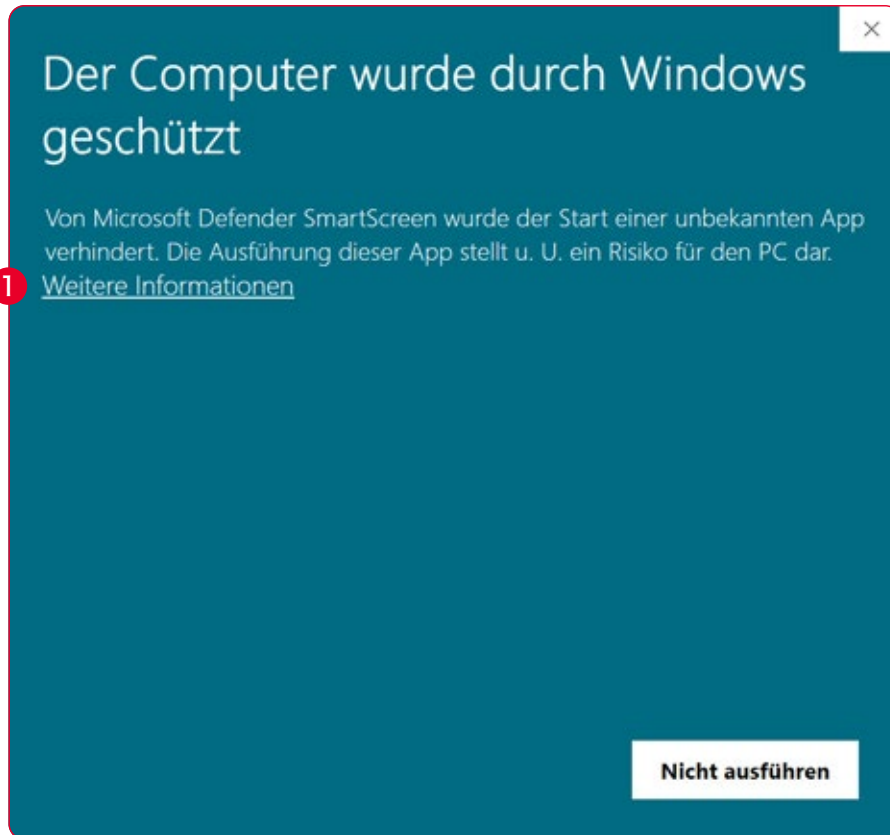 Der Computer wurde durch Windows
geschützt
Von Microsoft Defender SmartScreen wurde der Start einer unbekannten App
verhindert. Die Ausführung dieser App stellt u. U. ein Risiko für den PC dar.
1 Weitere Informationen
Nicht ausführen